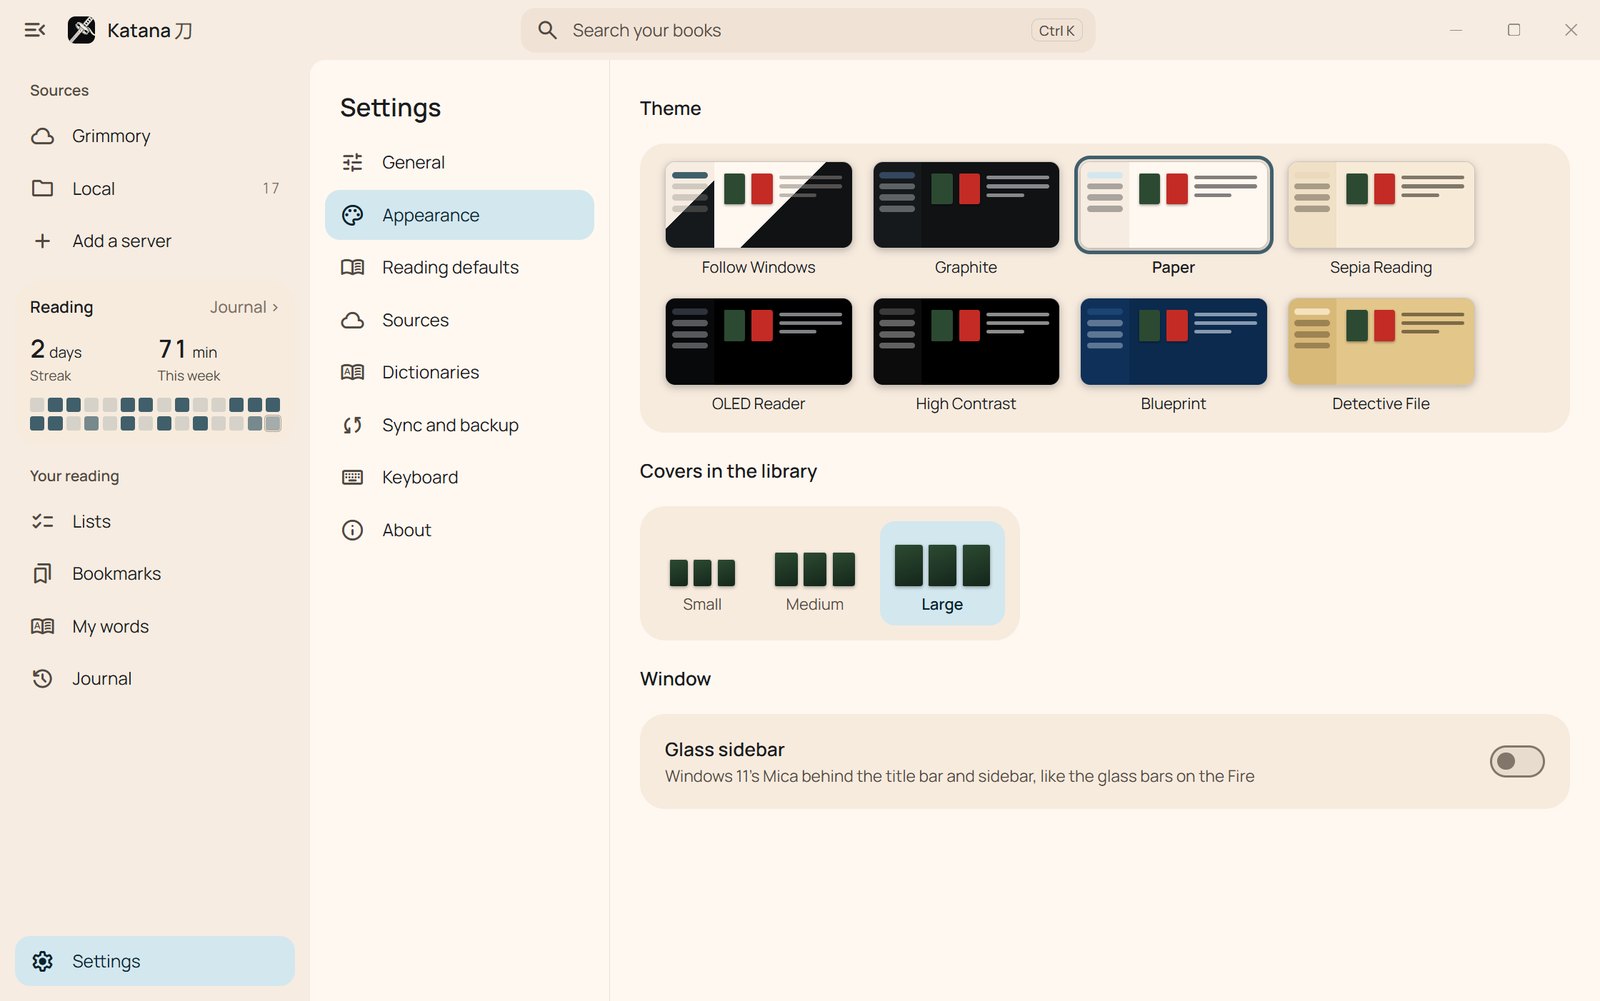 Katana 刀
Search your books
Ctrl K
Sources
Grimmory
Local 17
Add a server
Reading Journal ›
2 days 71 min
Streak This week
Your reading
Lists
Bookmarks
My words
Journal
Settings
Settings
General
Appearance
Reading defaults
Sources
Dictionaries
Sync and backup
Keyboard
About
Theme
Follow Windows Graphite Paper Sepia Reading
OLED Reader High Contrast Blueprint Detective File
Covers in the library
Small Medium Large
Window
Glass sidebar
Windows 11's Mica behind the title bar and sidebar, like the glass bars on the Fire